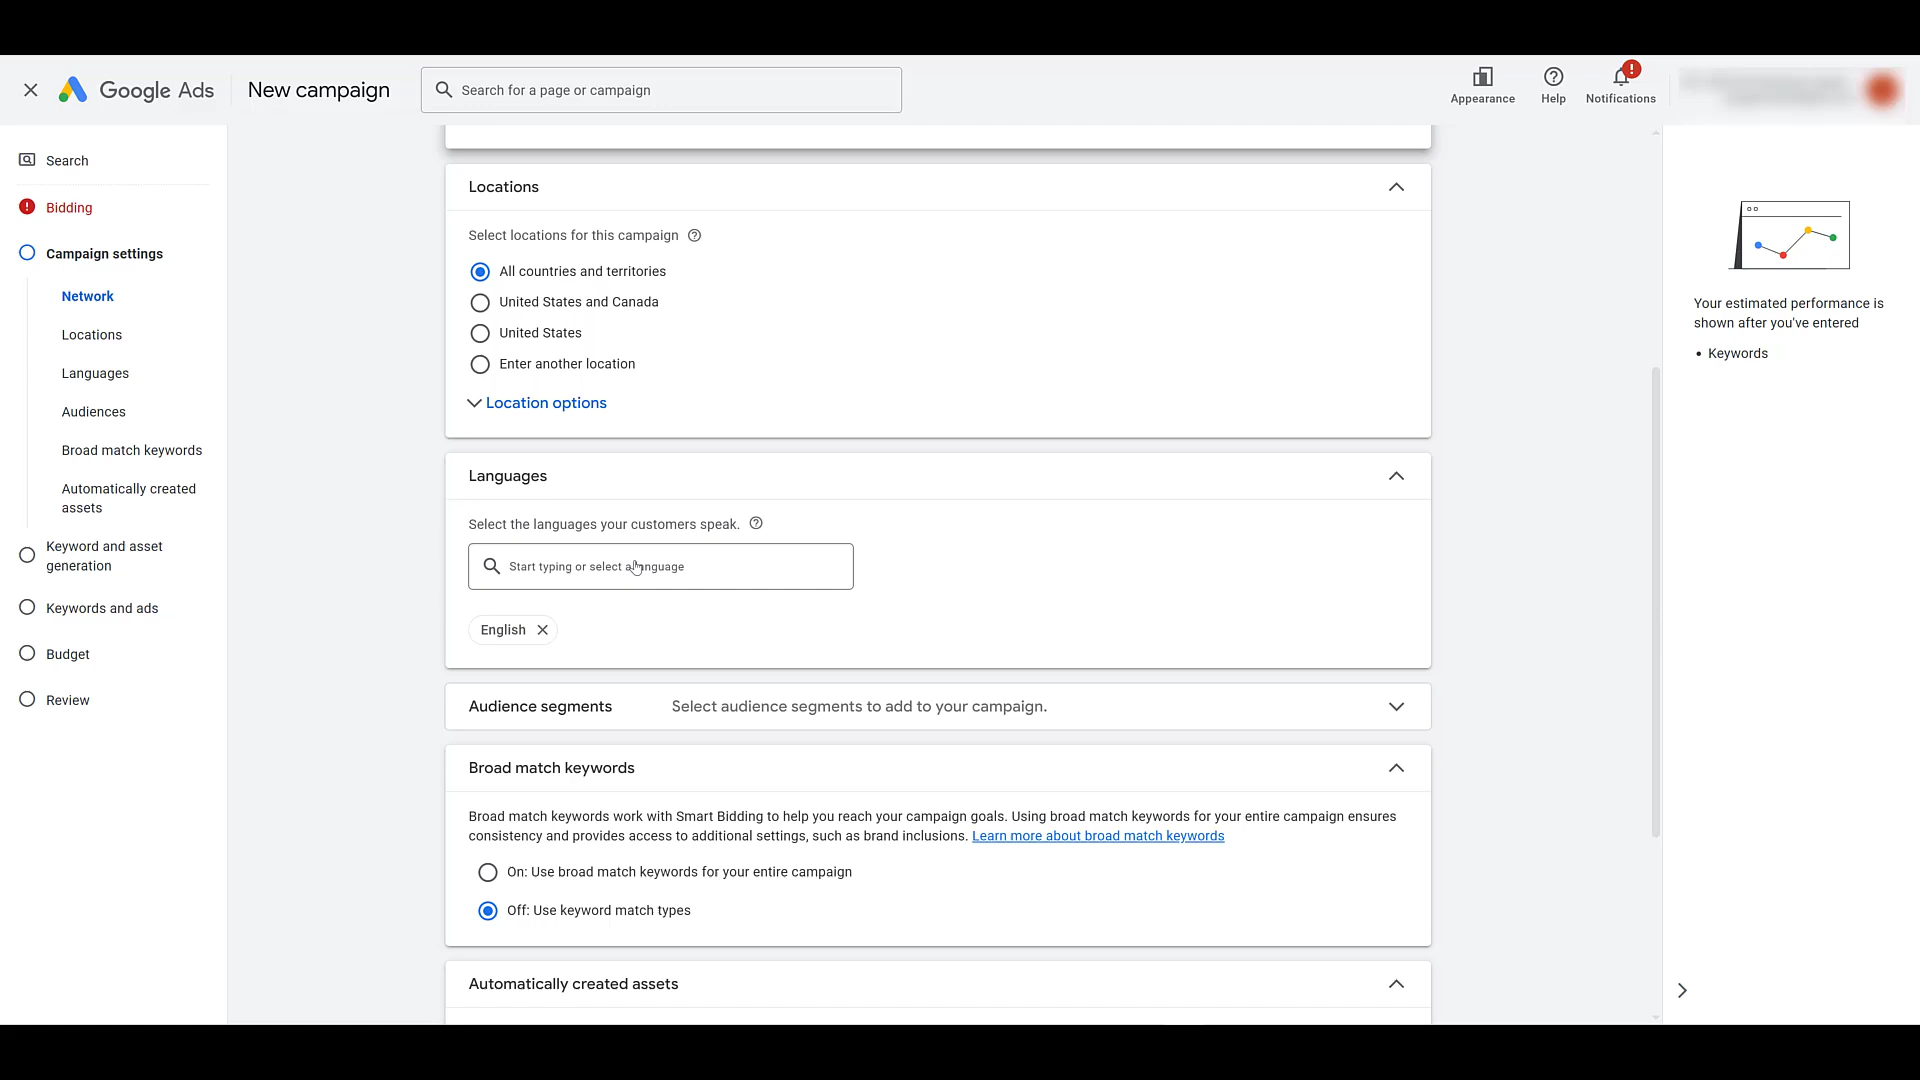 Google Ads
New campaign
Search for a page or campaign
Appearance
Help
Notifications
Search
Bidding
Campaign settings
Network
Locations
Languages
Audiences
Broad match keywords
Automatically created
assets
Keyword and asset
generation
Keywords and ads
Budget
Review
Locations
Select locations for this campaign
All countries and territories
United States and Canada
United States
Enter another location
Location options
Languages
Select the languages your customers speak.
Start typing or select a language
English
Audience segments Select audience segments to add to your campaign.
Broad match keywords
Broad match keywords work with Smart Bidding to help you reach your campaign goals. Using broad match keywords for your entire campaign ensures
consistency and provides access to additional settings, such as brand inclusions. Learn more about broad match keywords
On: Use broad match keywords for your entire campaign
Off: Use keyword match types
Automatically created assets
Your estimated performance is
shown after you've entered
• Keywords